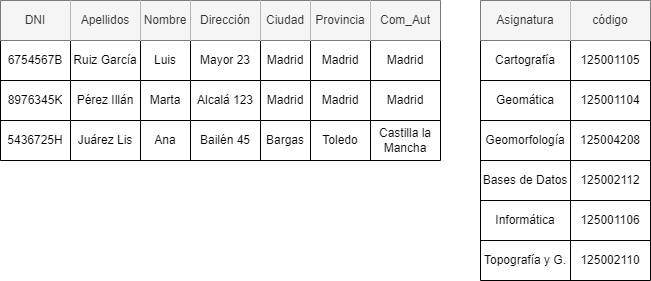 DNI Apellidos Nombre Dirección Ciudad Provincia Com_Aut
6754567B Ruiz García Luis Mayor 23 Madrid Madrid Madrid
8976345K Pérez Illán Marta Alcalá 123 Madrid Madrid Madrid
5436725H Juárez Lis Ana Bailén 45 Bargas Toledo Castilla la
Mancha
Asignatura código
Cartografía 125001105
Geomática 125001104
Geomorfología 125004208
Bases de Datos 125002112
Informática 125001106
Topografía y G. 125002110